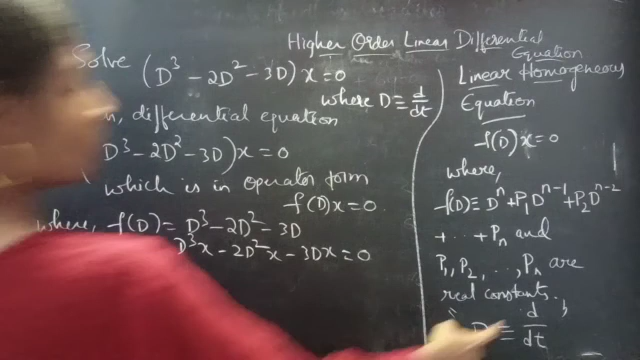 Higher Order Linear Differential
Equation
Solve (D³ – 2D² – 3D) x = 0
where D ≡ d/dt
n, differential equation
D³ – 2D² – 3D) x = 0
which is in operator form
f(D)x = 0.
where, f(D) = D³ – 2D² – 3D
D³x – 2D²x – 3Dx = 0
Linear Homogeneous
Equation
f(D)x = 0
where,
f(D) ≡ Dⁿ + P₁Dⁿ⁻¹ + P₂Dⁿ⁻²
+ ... + Pₙ and
P₁, P₂, ..., Pₙ are
real constants.
D ≡ d/dt